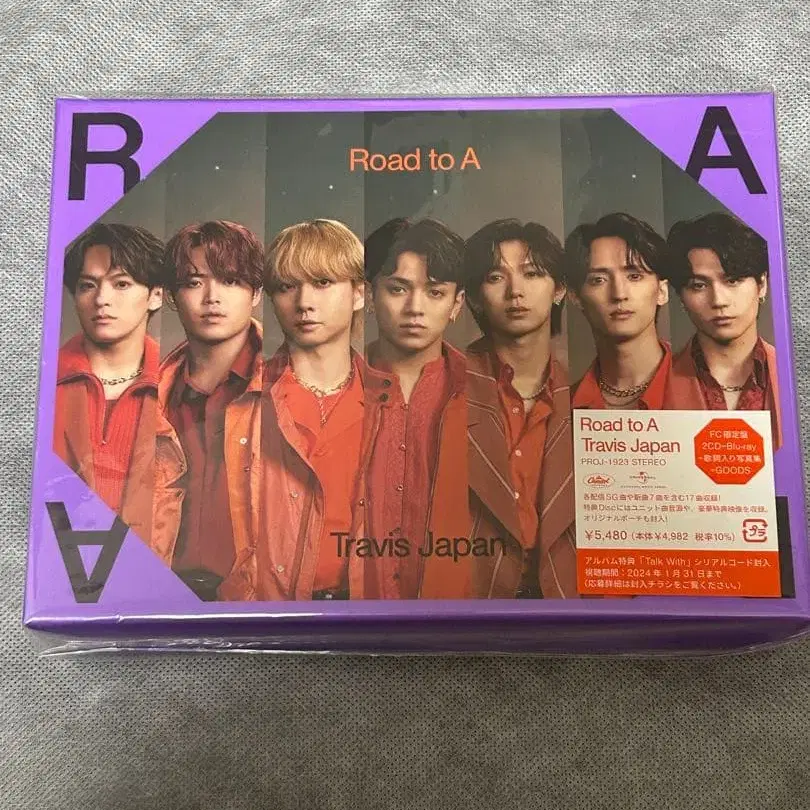 R
A
Road to A
Travis Japan
A
Road to A
Travis Japan
PROJ-1923 STEREO
FC限定盤
2CD+Blu-ray
+歌詞入り写真集
+GOODS
Capitol
UNIVERSAL
各配信SG曲や新曲7曲を含む17曲収録!
特典Discにはユニット曲音源や、豪華特典映像を収録。
オリジナルポーチも封入!
¥5,480(本体¥4,982 税率10%)
プラ
アルバム特典「Talk With」シリアルコード封入
視聴期間:2024年1月31日まで
(応募詳細は封入チラシをご覧ください。)